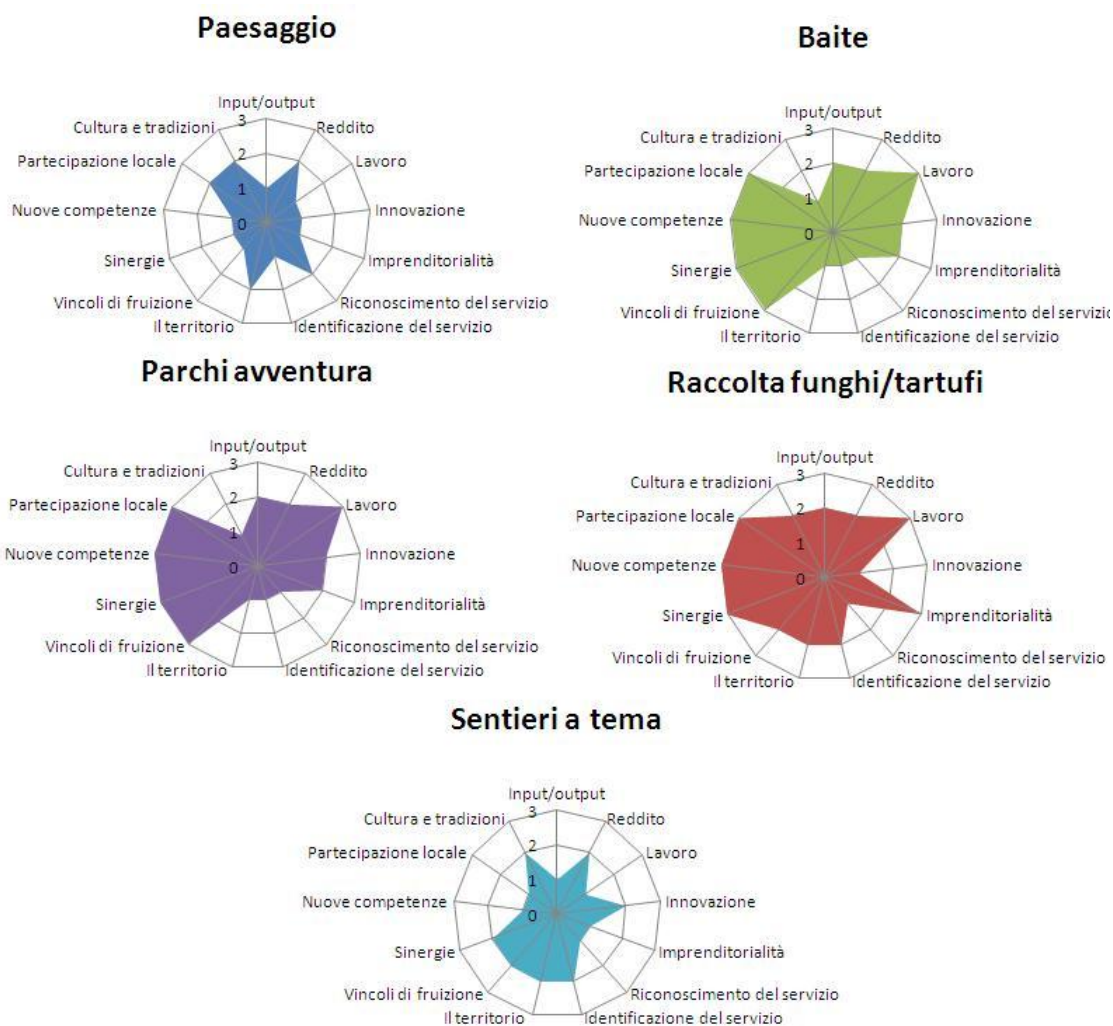 Paesaggio
Input/output
Reddito
Lavoro
Innovazione
Imprenditorialità
Riconoscimento del servizio
Identificazione del servizio
Il territorio
Vincoli di fruizione
Sinergie
Nuove competenze
Partecipazione locale
Cultura e tradizioni
3
2
1
0
Baite
Input/output
Reddito
Lavoro
Innovazione
Imprenditorialità
Riconoscimento del servizio
Identificazione del servizio
Il territorio
Vincoli di fruizione
Sinergie
Nuove competenze
Partecipazione locale
Cultura e tradizioni
3
2
1
0
Parchi avventura
Input/output
Reddito
Lavoro
Innovazione
Imprenditorialità
Riconoscimento del servizio
Identificazione del servizio
Il territorio
Vincoli di fruizione
Sinergie
Nuove competenze
Partecipazione locale
Cultura e tradizioni
3
2
1
0
Raccolta funghi/tartufi
Input/output
Reddito
Lavoro
Innovazione
Imprenditorialità
Riconoscimento del servizio
Identificazione del servizio
Il territorio
Vincoli di fruizione
Sinergie
Nuove competenze
Partecipazione locale
Cultura e tradizioni
3
2
1
0
Sentieri a tema
Input/output
Reddito
Lavoro
Innovazione
Imprenditorialità
Riconoscimento del servizio
Identificazione del servizio
Il territorio
Vincoli di fruizione
Sinergie
Nuove competenze
Partecipazione locale
Cultura e tradizioni
3
2
1
0